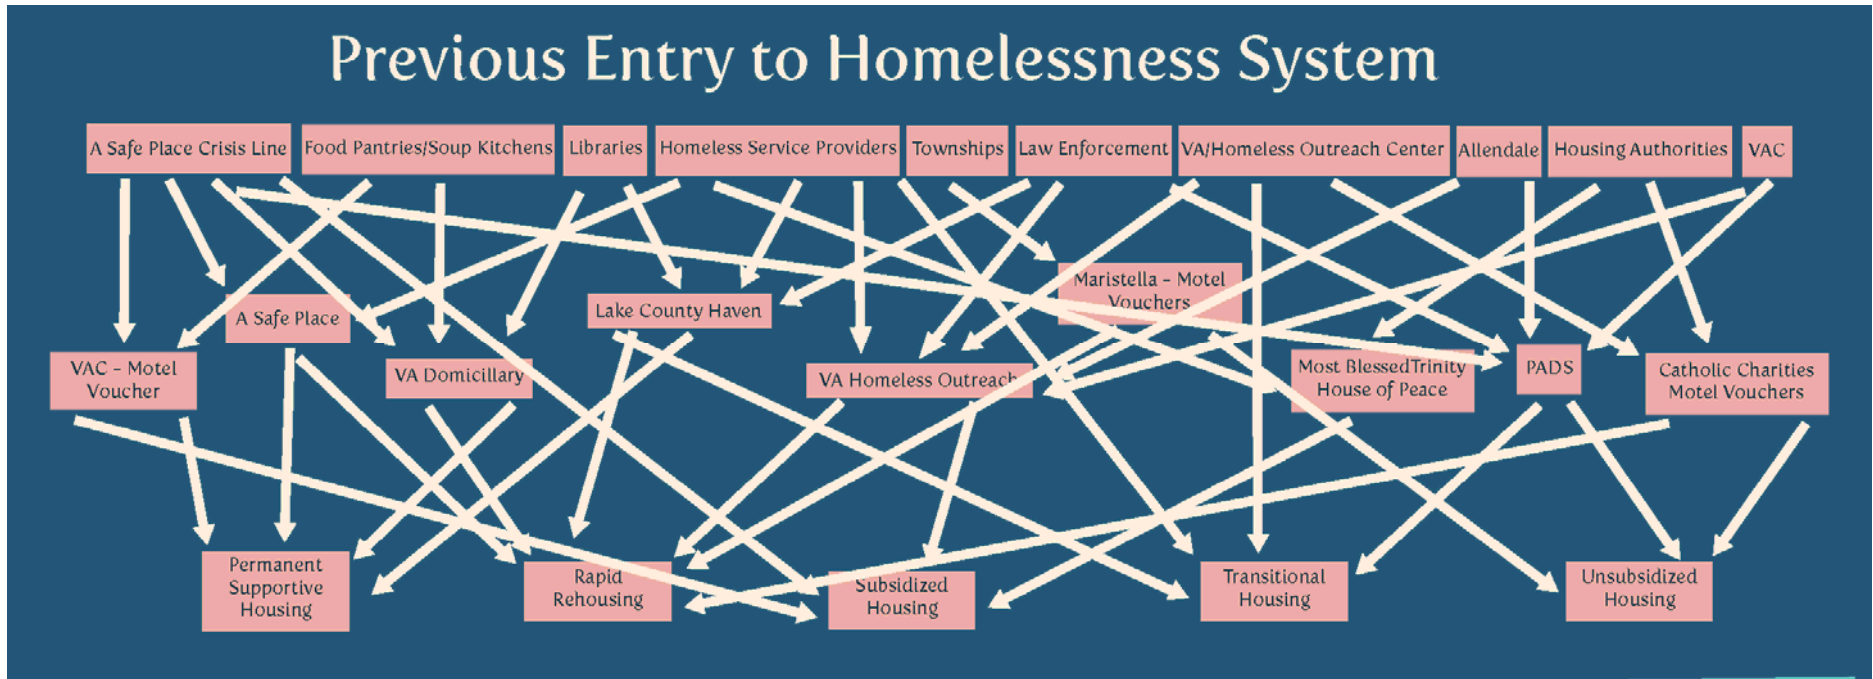 Previous Entry to Homelessness System
A Safe Place Crisis Line
Food Pantries/Soup Kitchens
Libraries
Homeless Service Providers
Townships
Law Enforcement
VA/Homeless Outreach Center
Allendale
Housing Authorities
VAC
Maristella - Motel
Vouchers
A Safe Place
Lake County Haven
VAC - Motel
Voucher
VA Domicillary
VA Homeless Outreach
Most BlessedTrinity
House of Peace
PADS
Catholic Charities
Motel Vouchers
Permanent
Supportive
Housing
Rapid
Rehousing
Subsidized
Housing
Transitional
Housing
Unsubsidized
Housing